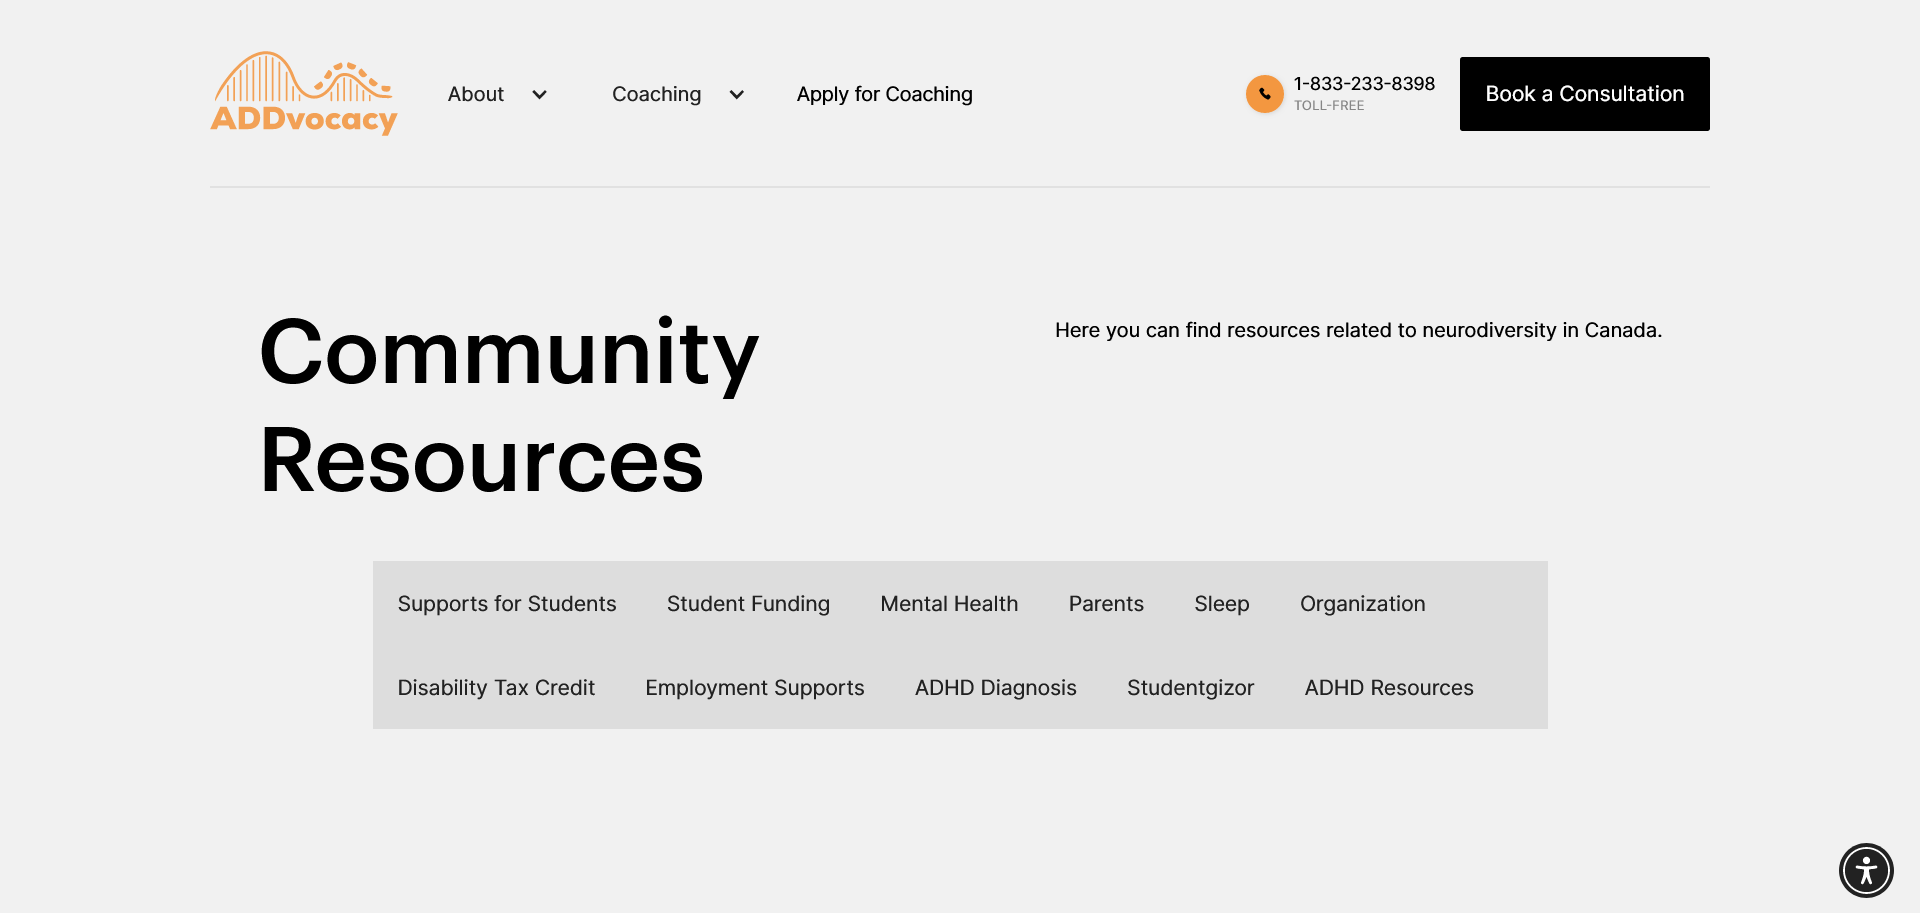 ADDvocacy
About
Coaching
Apply for Coaching
1-833-233-8398
TOLL-FREE
Book a Consultation
Community
Resources
Here you can find resources related to neurodiversity in Canada.
Supports for Students
Student Funding
Mental Health
Parents
Sleep
Organization
Disability Tax Credit
Employment Supports
ADHD Diagnosis
Studentgizor
ADHD Resources